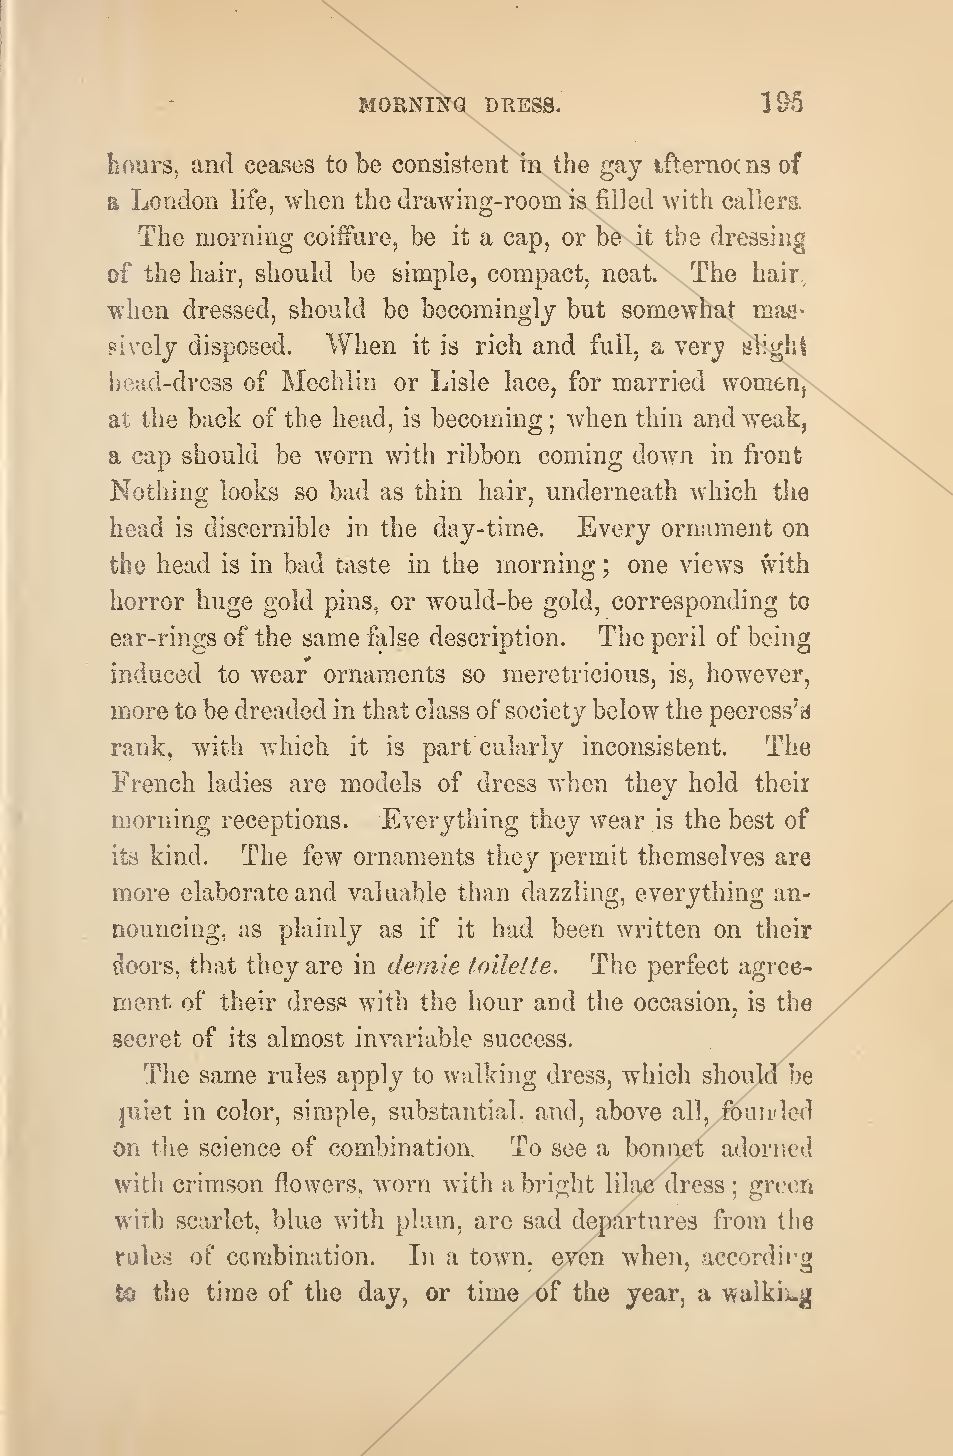 MORNING DRESS. 195
hours, and ceases to be consistent in the gay afternoons of
a London life, when the drawing-room is filled with callers.
The morning coiffure, be it a cap, or be it the dressing
of the hair, should be simple, compact, neat. The hair,
when dressed, should be becomingly but somewhat mas-
sively disposed. When it is rich and full, a very slight
head-dress of Mechlin or Lisle lace, for married women,
at the back of the head, is becoming; when thin and weak,
a cap should be worn with ribbon coming down in front
Nothing looks so bad as thin hair, underneath which the
head is discernible in the day-time. Every ornament on
the head is in bad taste in the morning; one views with
horror huge gold pins, or would-be gold, corresponding to
ear-rings of the same false description. The peril of being
induced to wear ornaments so meretricious, is, however,
more to be dreaded in that class of society below the peeress's
rank, with which it is particularly inconsistent. The
French ladies are models of dress when they hold their
morning receptions. Everything they wear is the best of
its kind. The few ornaments they permit themselves are
more elaborate and valuable than dazzling, everything an-
nouncing, as plainly as if it had been written on their
doors, that they are in demie toilette. The perfect agree-
ment of their dress with the hour and the occasion, is the
secret of its almost invariable success.
The same rules apply to walking dress, which should be
quiet in color, simple, substantial, and, above all, founded
on the science of combination. To see a bonnet adorned
with crimson flowers, worn with a bright lilac dress; green
with scarlet, blue with plum, are sad departures from the
rules of combination. In a town, even when, according
to the time of the day, or time of the year, a walking